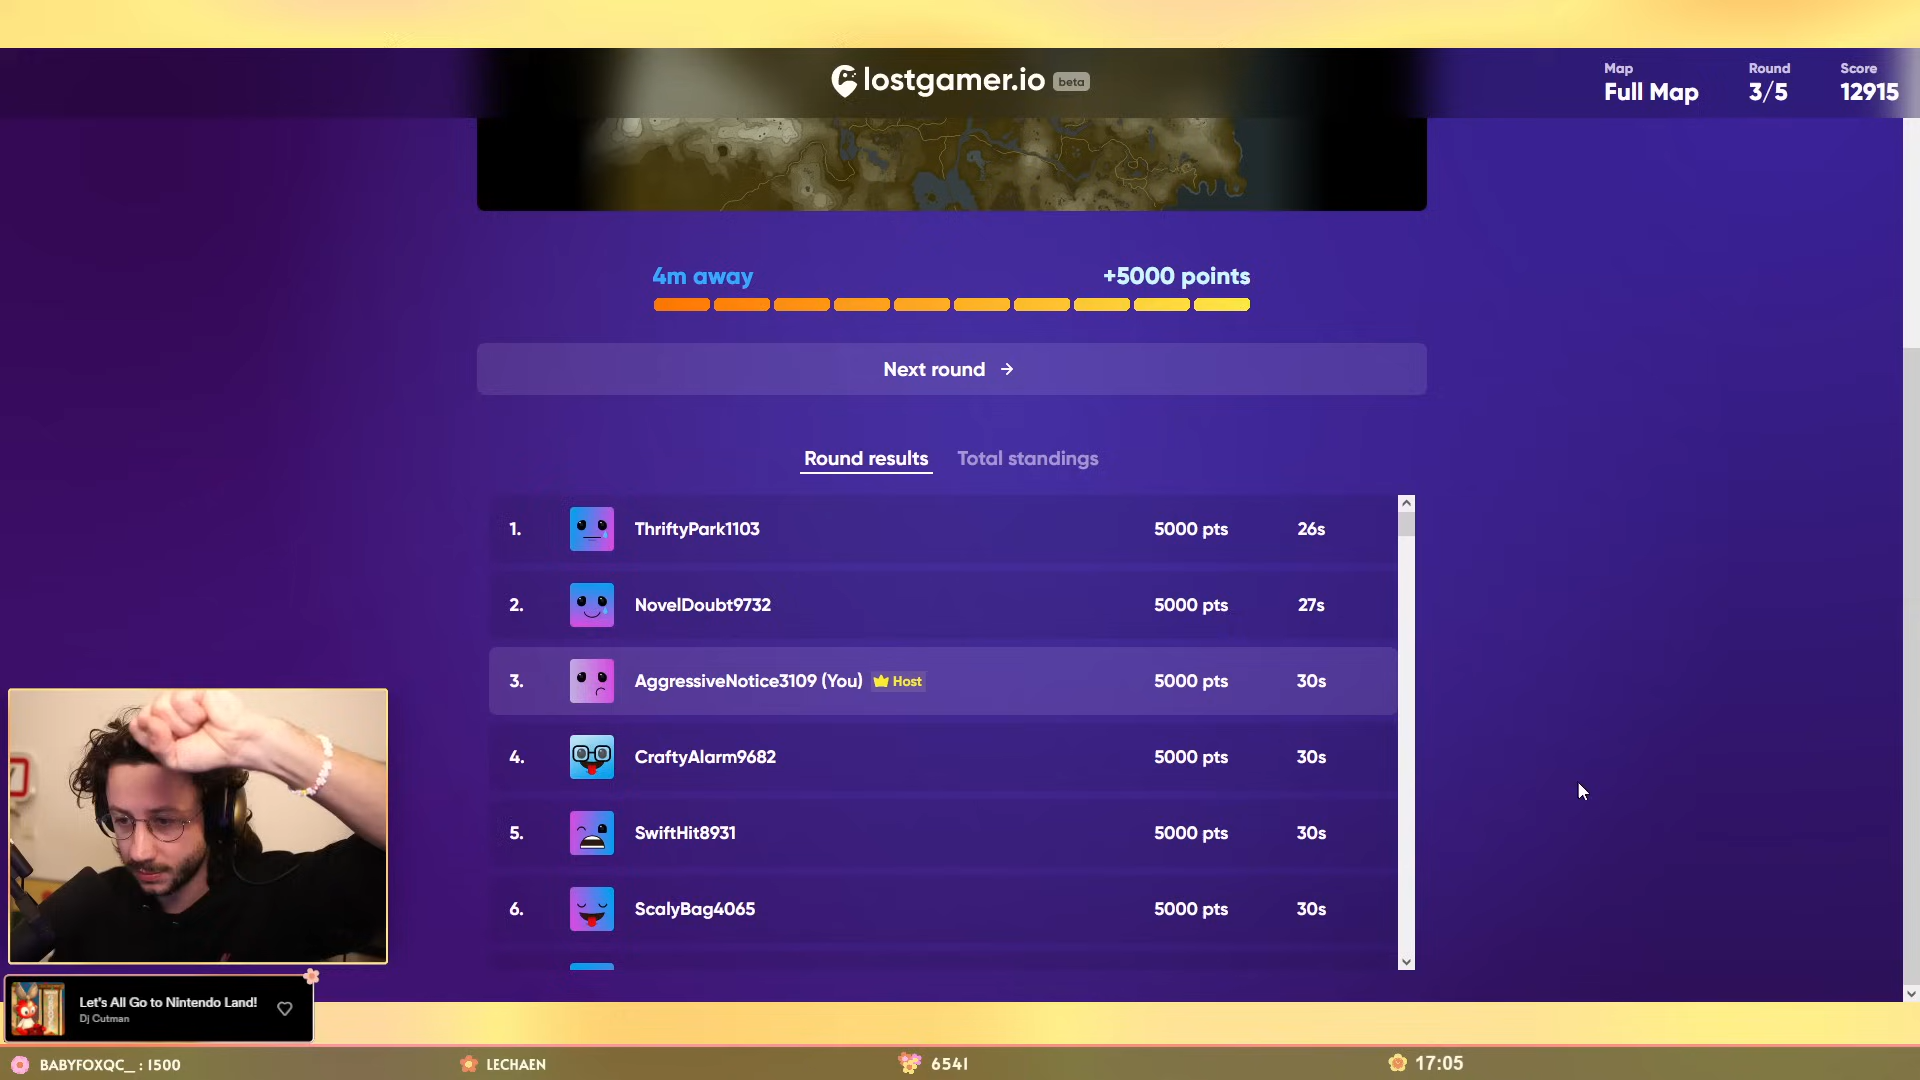 lostgamer.io beta
Map
Full Map
Round
3/5
Score
12915
4m away
+5000 points
Next round →
Round results
Total standings
1. ThriftyPark1103 5000 pts 26s
2. NovelDoubt9732 5000 pts 27s
3. AggressiveNotice3109 (You) Host 5000 pts 30s
4. CraftyAlarm9682 5000 pts 30s
5. SwiftHit8931 5000 pts 30s
6. ScalyBag4065 5000 pts 30s
Let's All Go to Nintendo Land!
Dj Cutman
BABYFOXQC_ : 1500
LECHAEN
6541
17:05